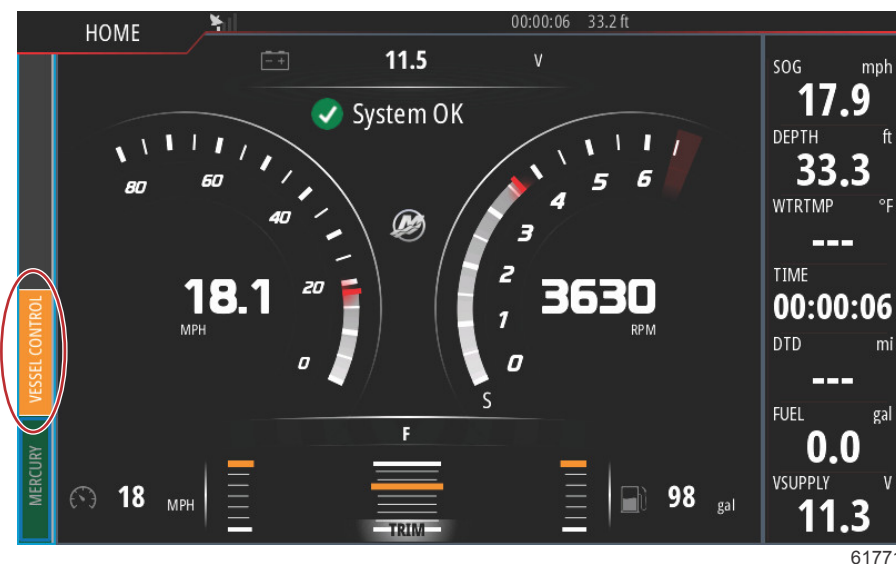 HOME
00:00:06 33.2 ft
11.5 V
System OK
80
60
40
20
0
18.1
MPH
6
5
4
3
2
1
0
S
3630
RPM
F
TRIM
18 MPH
98 gal
VESSEL CONTROL
MERCURY
SOG mph
17.9
DEPTH ft
33.3
WTRTMP °F
---
TIME
00:00:06
DTD mi
---
FUEL gal
0.0
VSUPPLY V
11.3